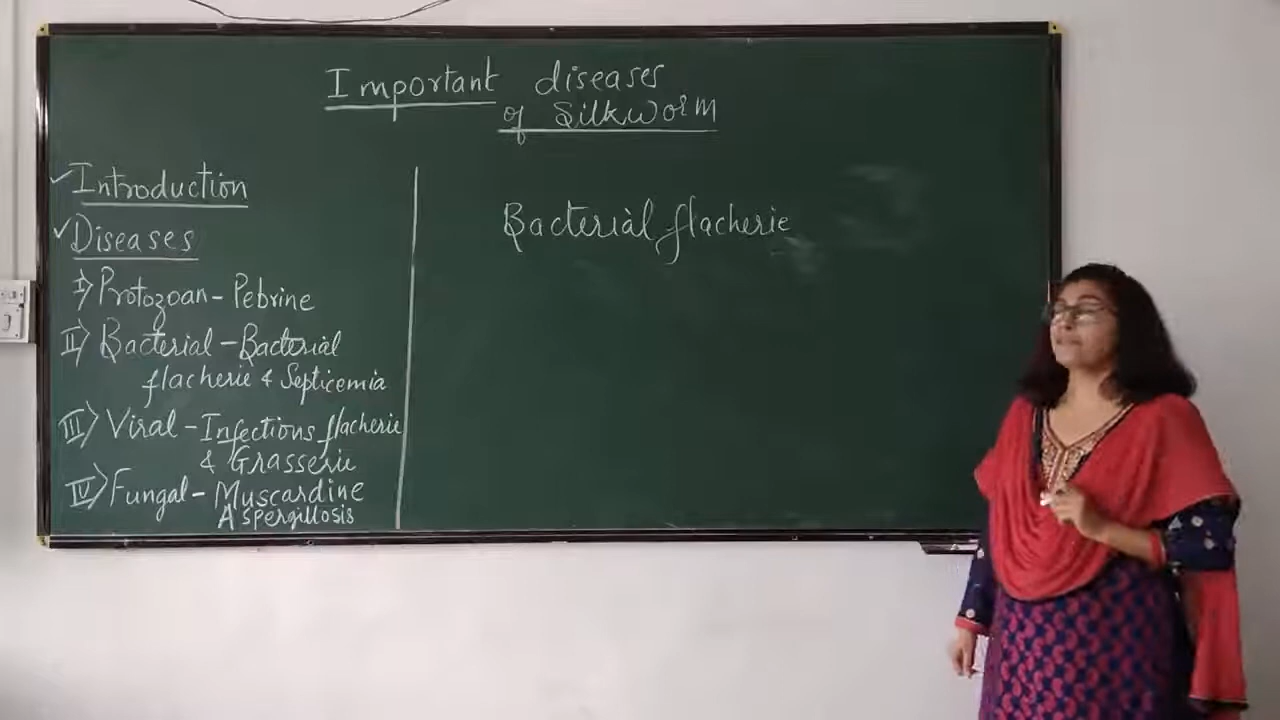 Important diseases
of Silkworm
✓Introduction
✓Diseases
I) Protozoan - Pebrine
II) Bacterial - Bacterial
flacherie & Septicemia
III) Viral - Infections flacherie
& Grasserie
IV) Fungal - Muscardine
Aspergillosis
Bacterial flacherie